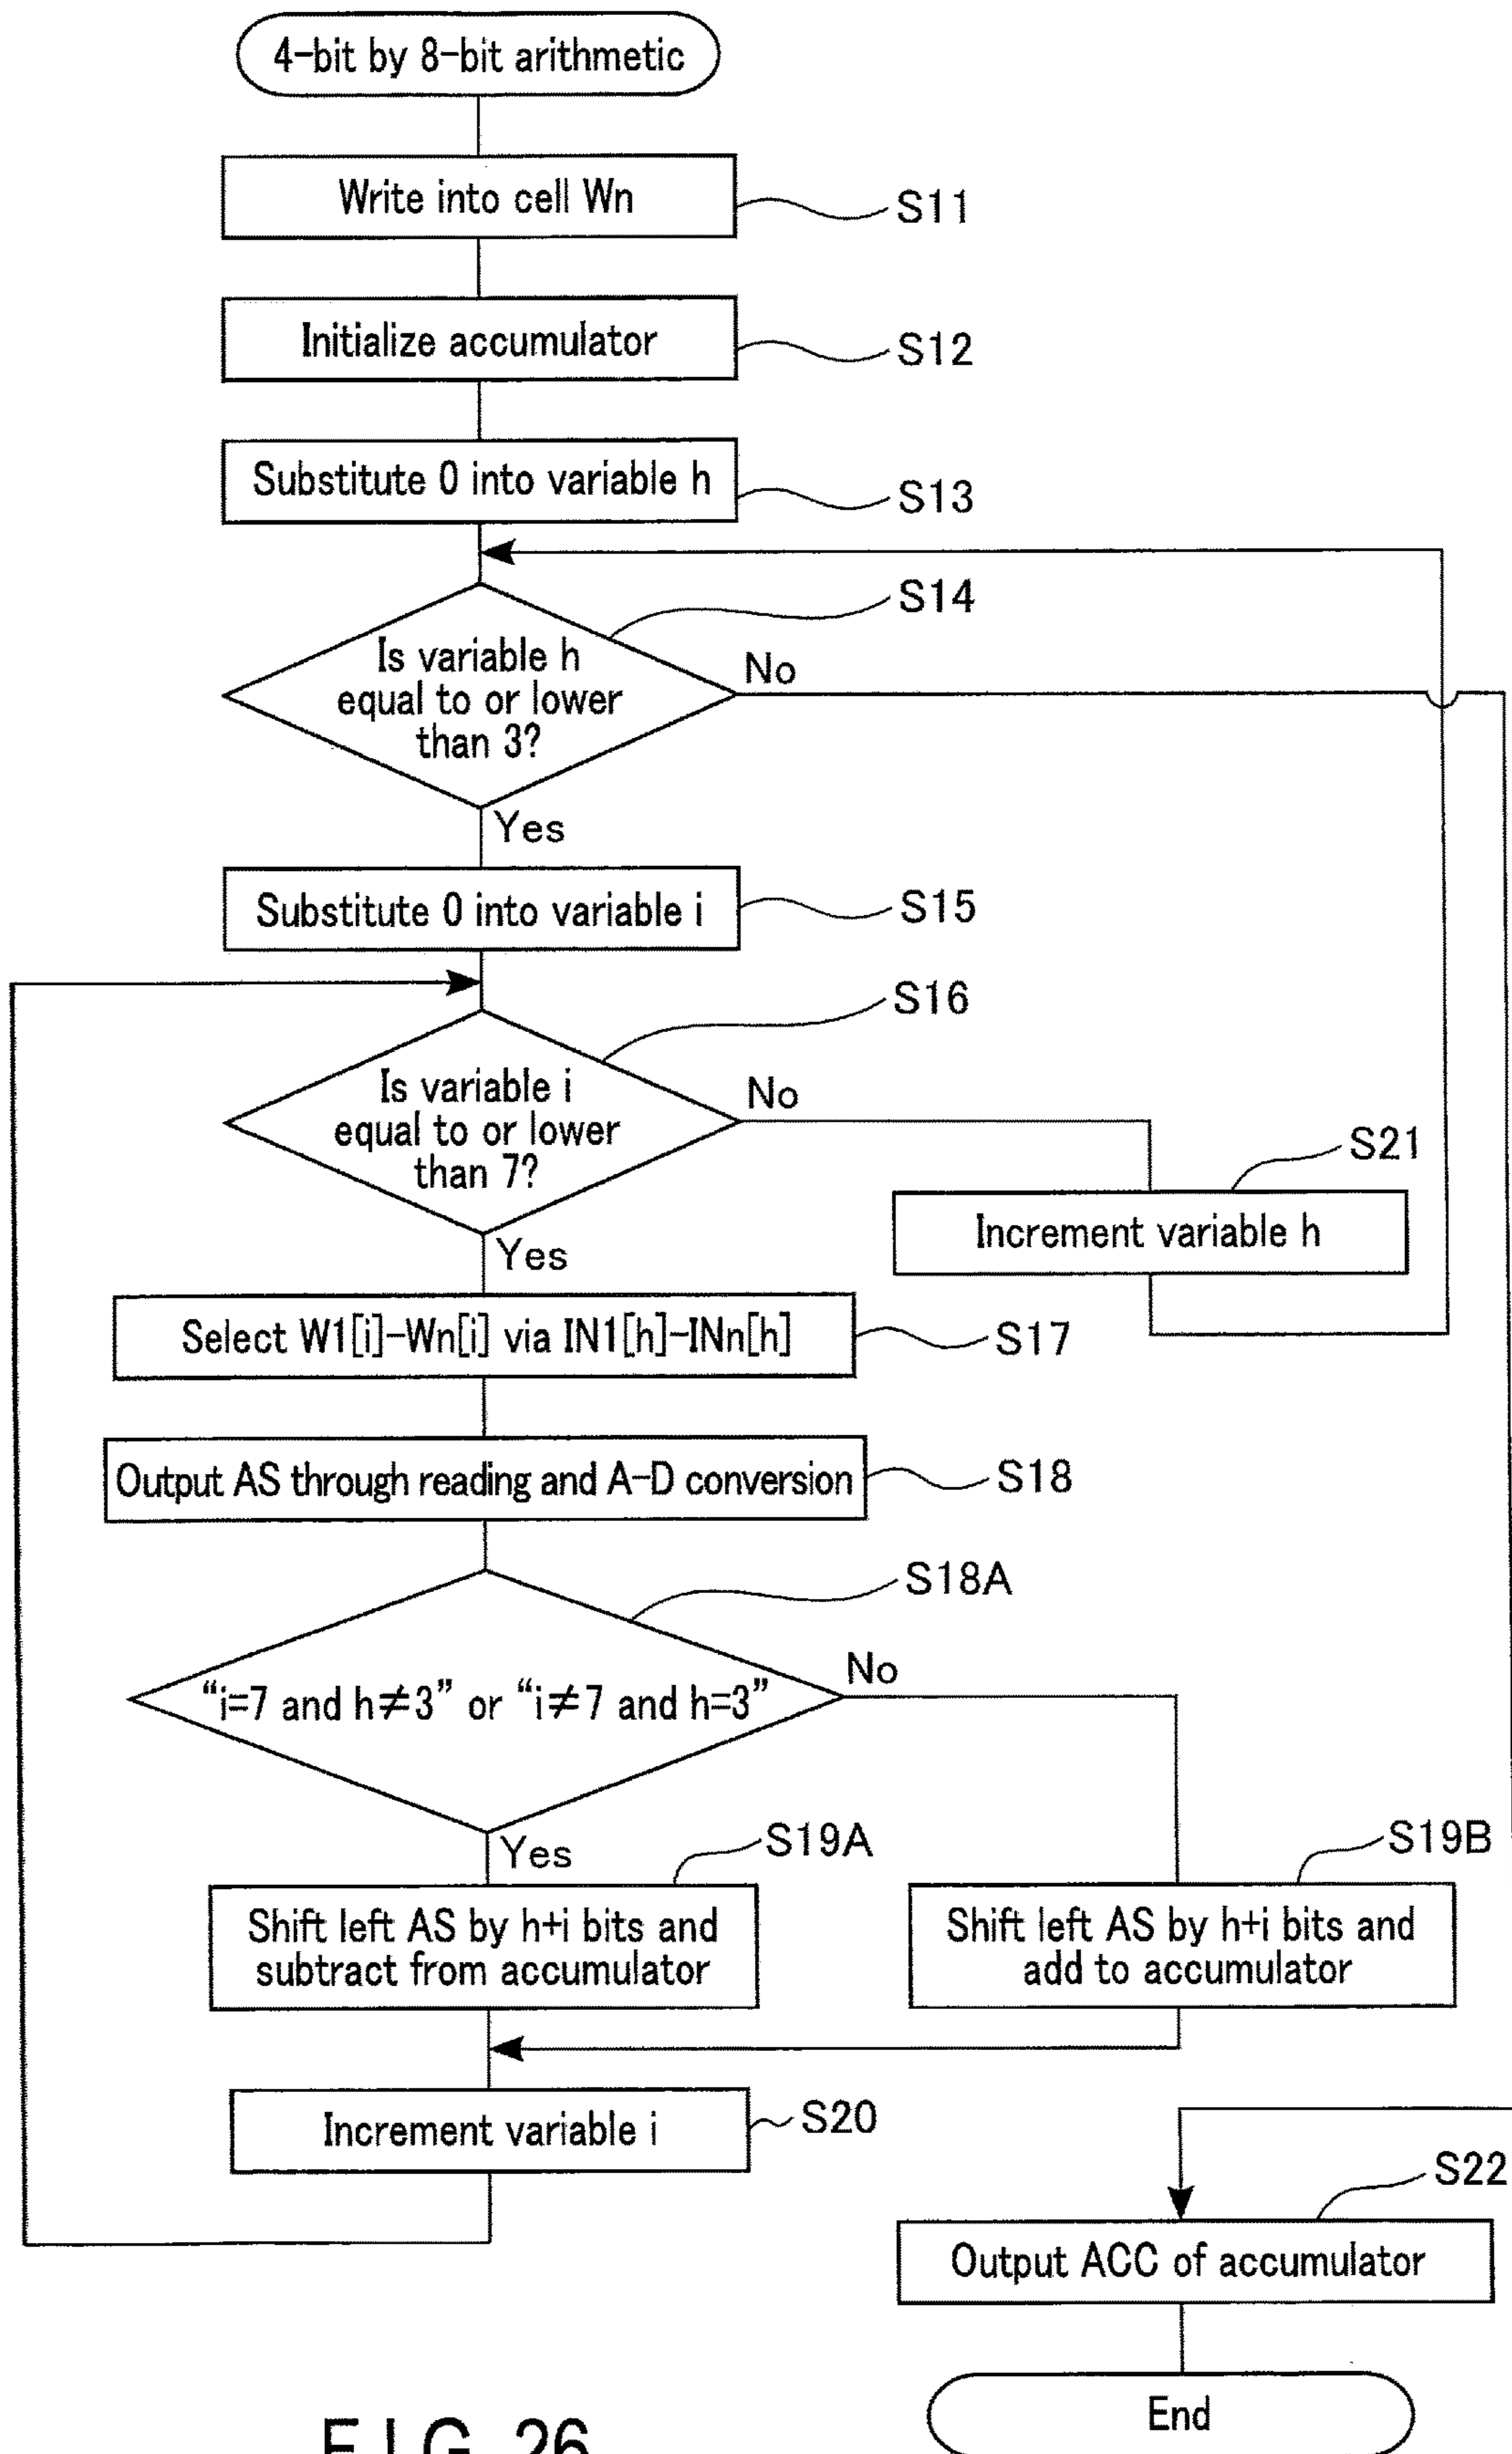 4-bit by 8-bit arithmetic
Write into cell Wn
S11
Initialize accumulator
S12
Substitute 0 into variable h
S13
S14
Is variable h
equal to or lower
than 3?
No
Yes
Substitute 0 into variable i
S15
S16
Is variable i
equal to or lower
than 7?
No
S21
Increment variable h
Yes
Select W1[i]-Wn[i] via IN1[h]-INn[h]
S17
Output AS through reading and A-D conversion
S18
S18A
“i=7 and h≠3” or “i≠7 and h=3”
No
Yes
S19A
S19B
Shift left AS by h+i bits and
subtract from accumulator
Shift left AS by h+i bits and
add to accumulator
Increment variable i
S20
S22
Output ACC of accumulator
End
FIG. 26